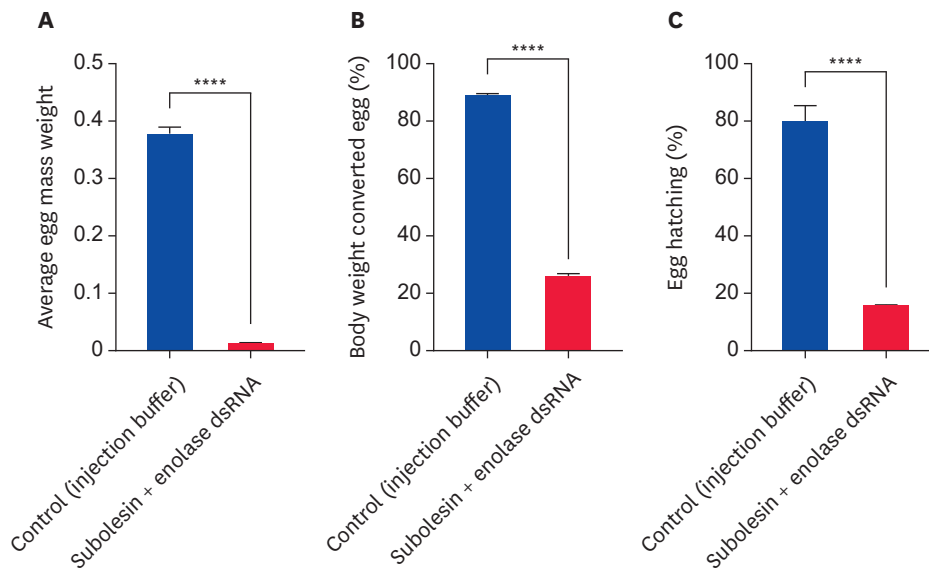 A
Average egg mass weight
0.5
0.4
0.3
0.2
0.1
0
****
Control (injection buffer)
Subolesin + enolase dsRNA
B
Body weight converted egg (%)
100
80
60
40
20
0
****
Control (injection buffer)
Subolesin + enolase dsRNA
C
Egg hatching (%)
100
80
60
40
20
0
****
Control (injection buffer)
Subolesin + enolase dsRNA